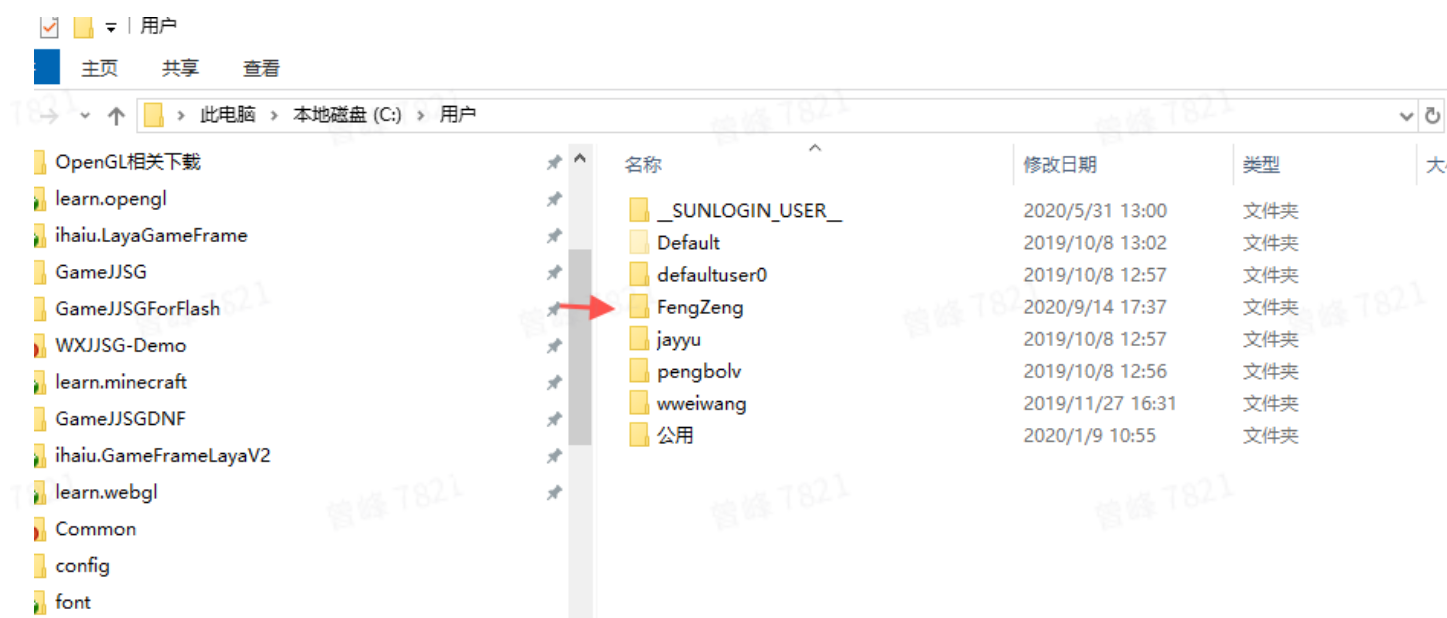 用户
主页 共享 查看
此电脑 › 本地磁盘 (C:) › 用户
OpenGL相关下载
learn.opengl
ihaiu.LayaGameFrame
GameJJSG
GameJJSGForFlash
WXJJSG-Demo
learn.minecraft
GameJJSGDNF
ihaiu.GameFrameLayaV2
learn.webgl
Common
config
font
名称 修改日期 类型 大
__SUNLOGIN_USER__ 2020/5/31 13:00 文件夹
Default 2019/10/8 13:02 文件夹
defaultuser0 2019/10/8 12:57 文件夹
FengZeng 2020/9/14 17:37 文件夹
jayyu 2019/10/8 12:57 文件夹
pengbolv 2019/10/8 12:56 文件夹
wweiwang 2019/11/27 16:31 文件夹
公用 2020/1/9 10:55 文件夹
曾峰 7821